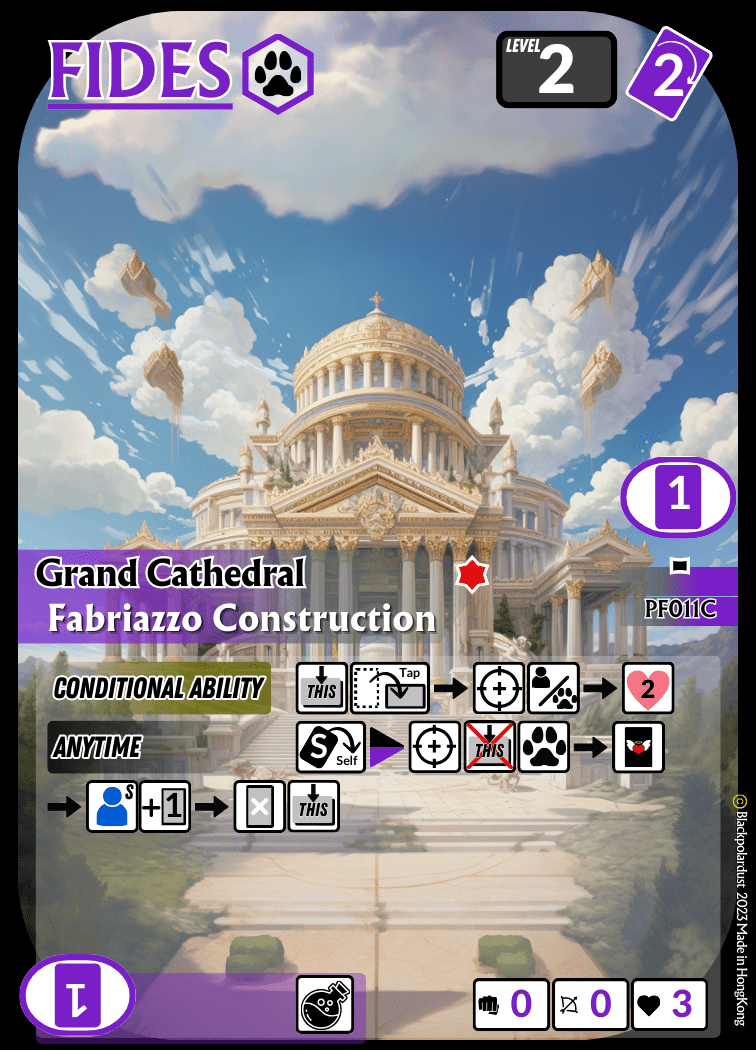 FIDES
LEVEL 2
2
1
Grand Cathedral
Fabriazzo Construction
PF011C
CONDITIONAL ABILITY THIS Tap 2
ANYTIME S Self THIS
S +1 THIS
© Blackpolardust 2023 Made in HongKong
1
0 0 3